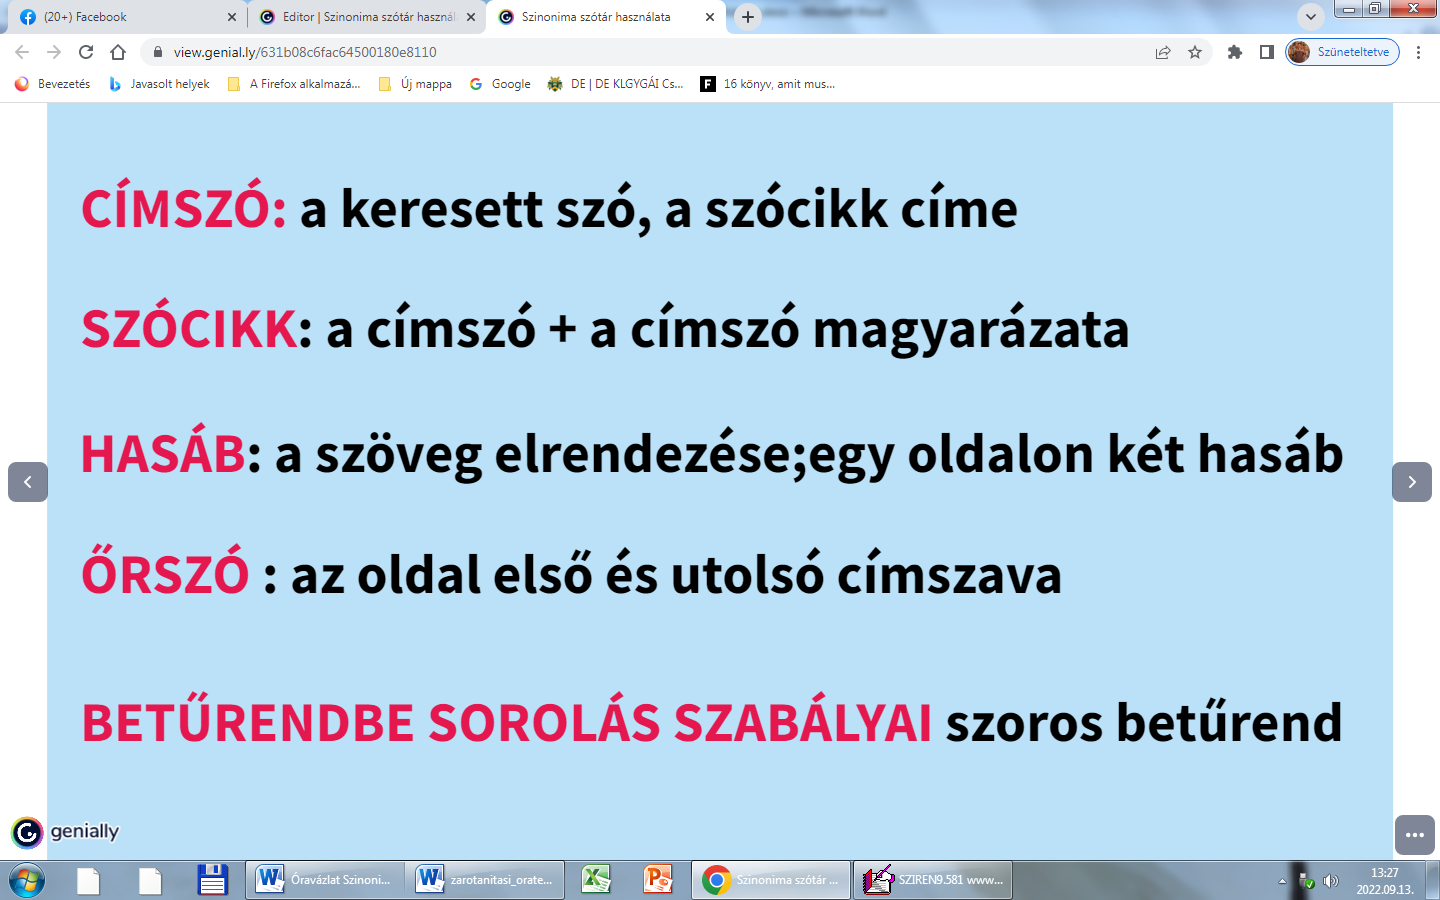 (20+) Facebook
Editor | Szinonima szótár használ
Szinonima szótár használata
view.genial.ly/631b08c6fac64500180e8110
Szüneteltetve
Bevezetés
Javasolt helyek
A Firefox alkalmazá...
Új mappa
Google
DE | DE KLGYGÁI Cs...
16 könyv, amit mus...
CÍMSZÓ: a keresett szó, a szócikk címe
SZÓCIKK: a címszó + a címszó magyarázata
HASÁB: a szöveg elrendezése;egy oldalon két hasáb
ŐRSZÓ : az oldal első és utolsó címszava
BETŰRENDBE SOROLÁS SZABÁLYAI szoros betűrend
genially
Óravázlat Szinoni...
zarotanitasi_orate...
Szinonima szótár ...
SZIREN9.581 www...
13:27
2022.09.13.